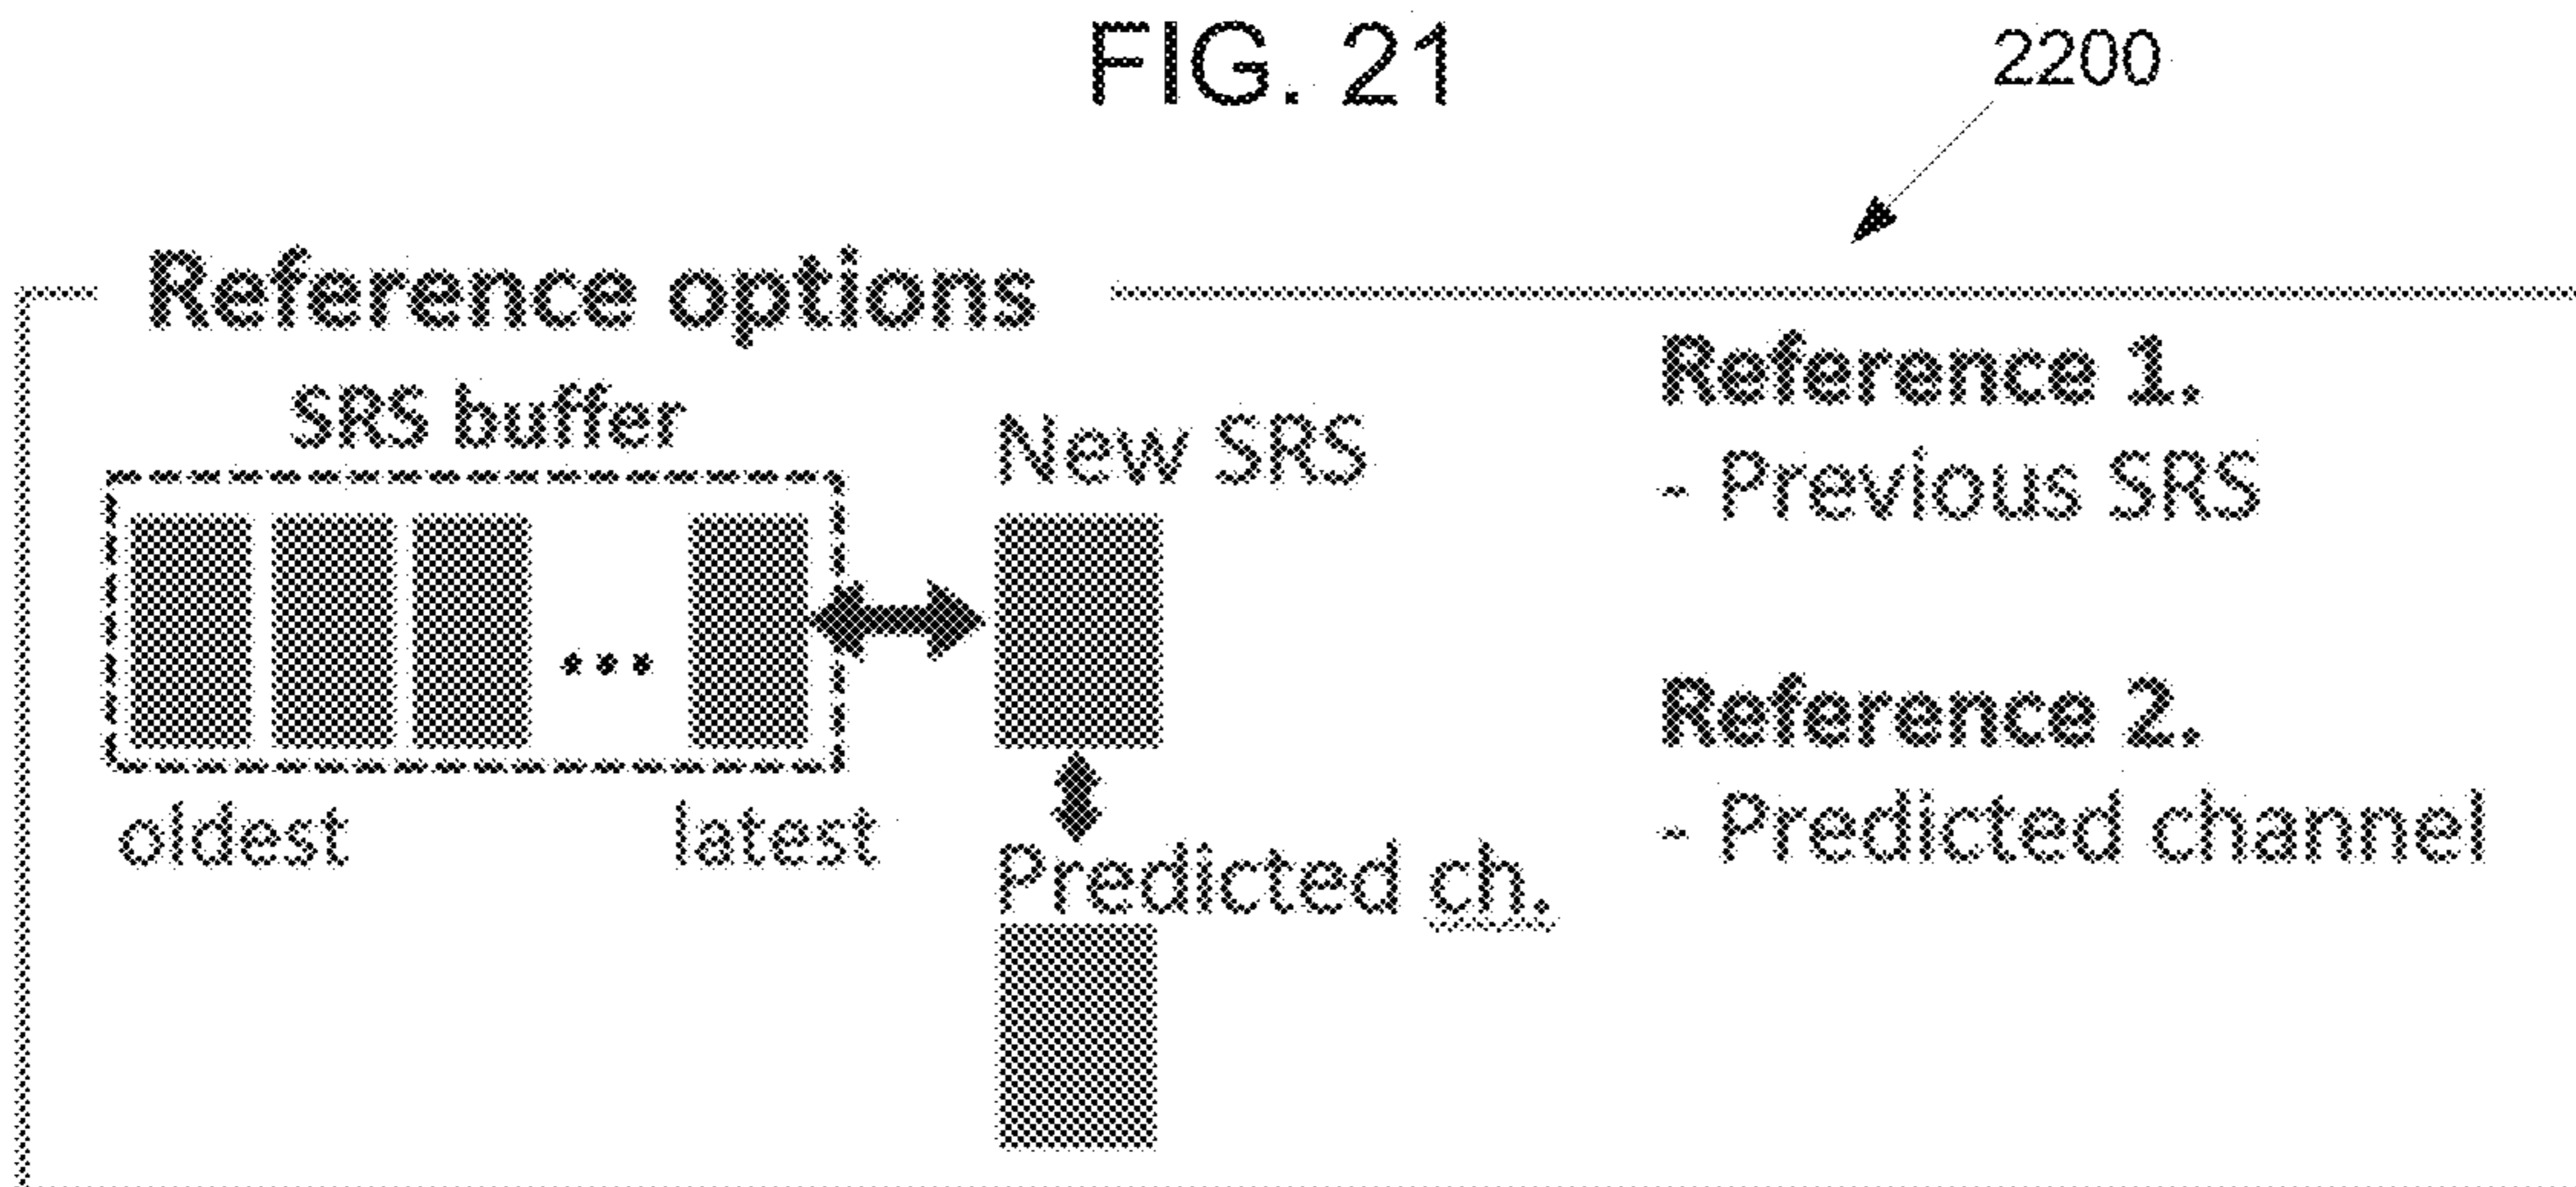 FIG. 21
2200
Reference options
SRS buffer
New SRS
...
oldest
latest
Predicted ch.
Reference 1.
- Previous SRS
Reference 2.
- Predicted channel